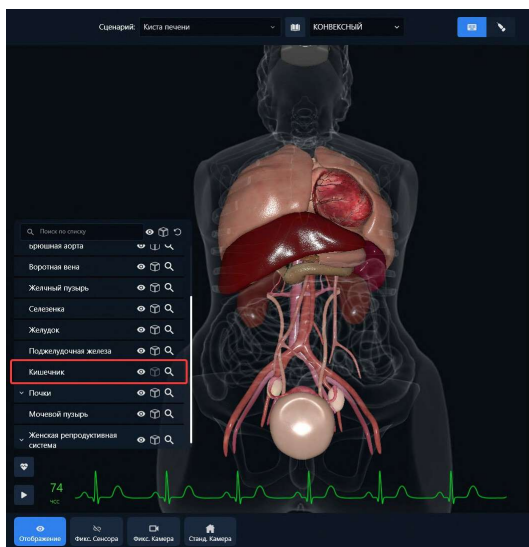 Сценарий: Киста печени
КОНВЕКСНЫЙ
Поиск по списку
Брюшная аорта
Воротная вена
Желчный пузырь
Селезенка
Желудок
Поджелудочная железа
Кишечник
Почки
Мочевой пузырь
Женская репродуктивная
система
74
ЧСС
Отображение
Фикс. Сенсора
Фикс. Камера
Станд. Камера